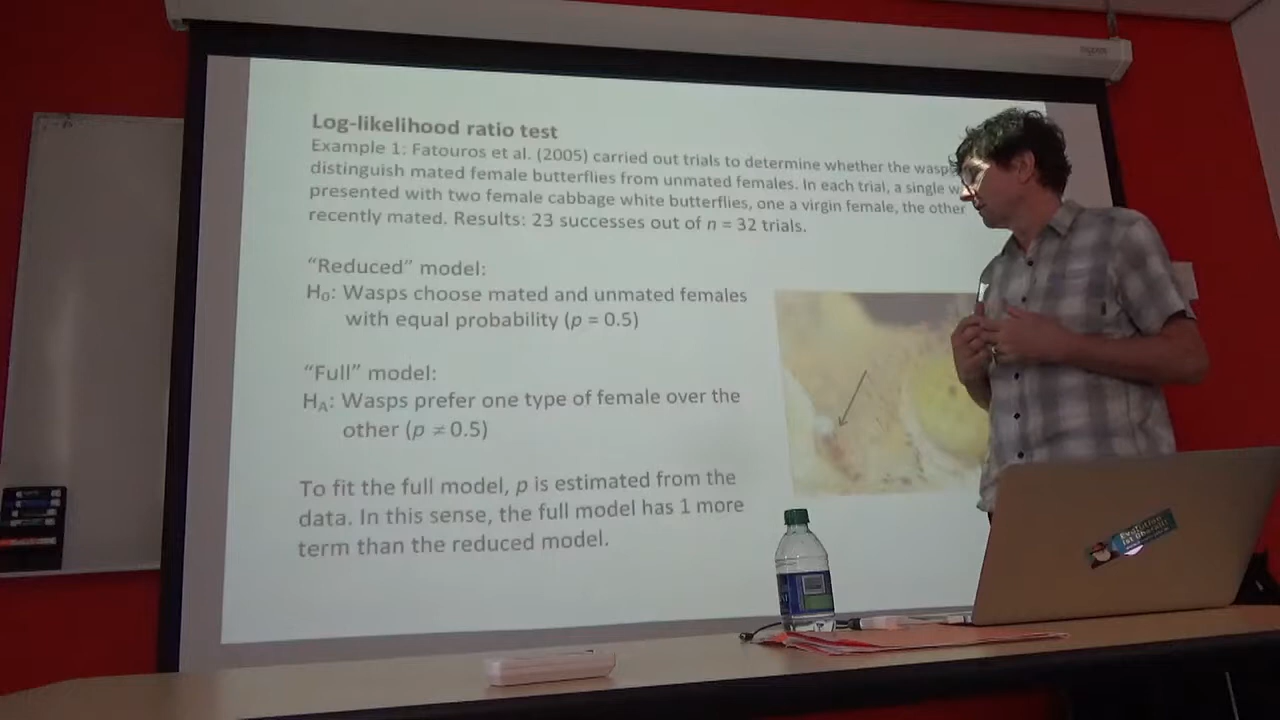 Log-likelihood ratio test
Example 1: Fatouros et al. (2005) carried out trials to determine whether the wasp
distinguish mated female butterflies from unmated females. In each trial, a single w
presented with two female cabbage white butterflies, one a virgin female, the other
recently mated. Results: 23 successes out of n = 32 trials.
"Reduced" model:
H0: Wasps choose mated and unmated females
with equal probability (p = 0.5)
"Full" model:
HA: Wasps prefer one type of female over the
other (p ≠ 0.5)
To fit the full model, p is estimated from the
data. In this sense, the full model has 1 more
term than the reduced model.
Evolution